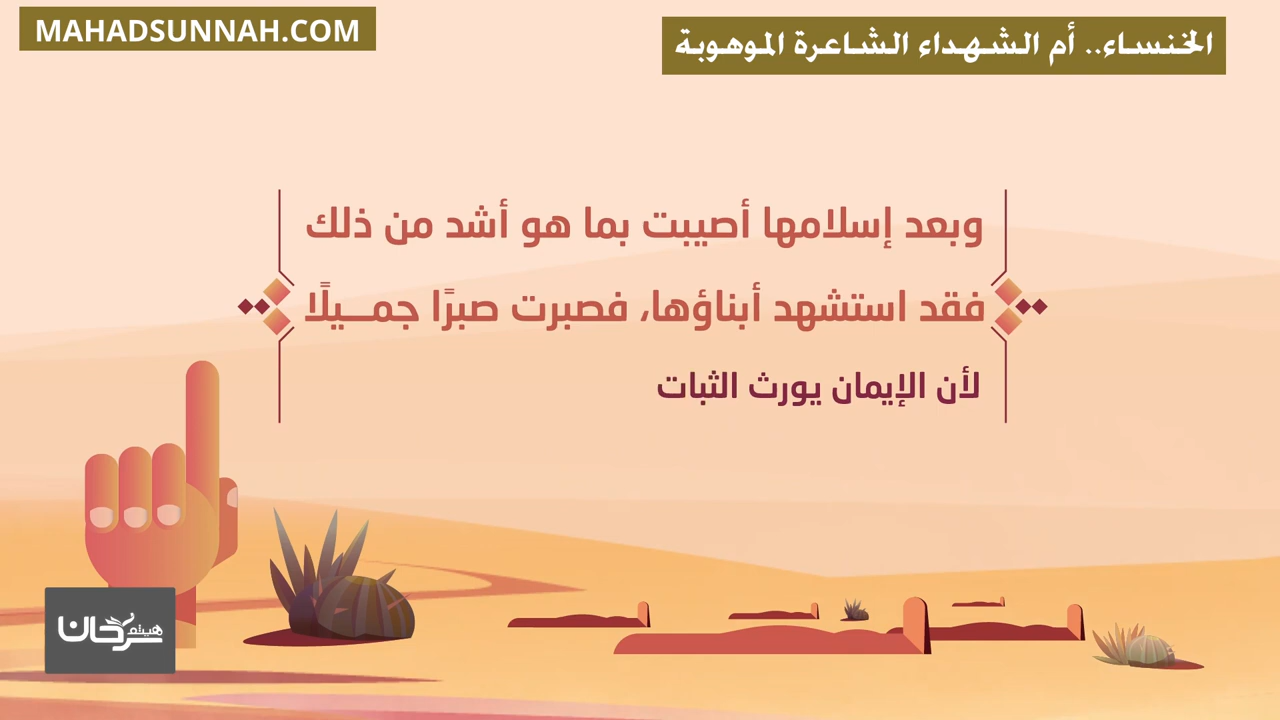 MAHADSUNNAH.COM
الخنساء.. أم الشهداء الشاعرة الموهوبة
وبعد إسلامها أصيبت بما هو أشد من ذلك
فقد استشهد أبناؤها، فصبرت صبرًا جمـــيلًا
لأن الإيمان يورث الثبات
هيثم سرحان